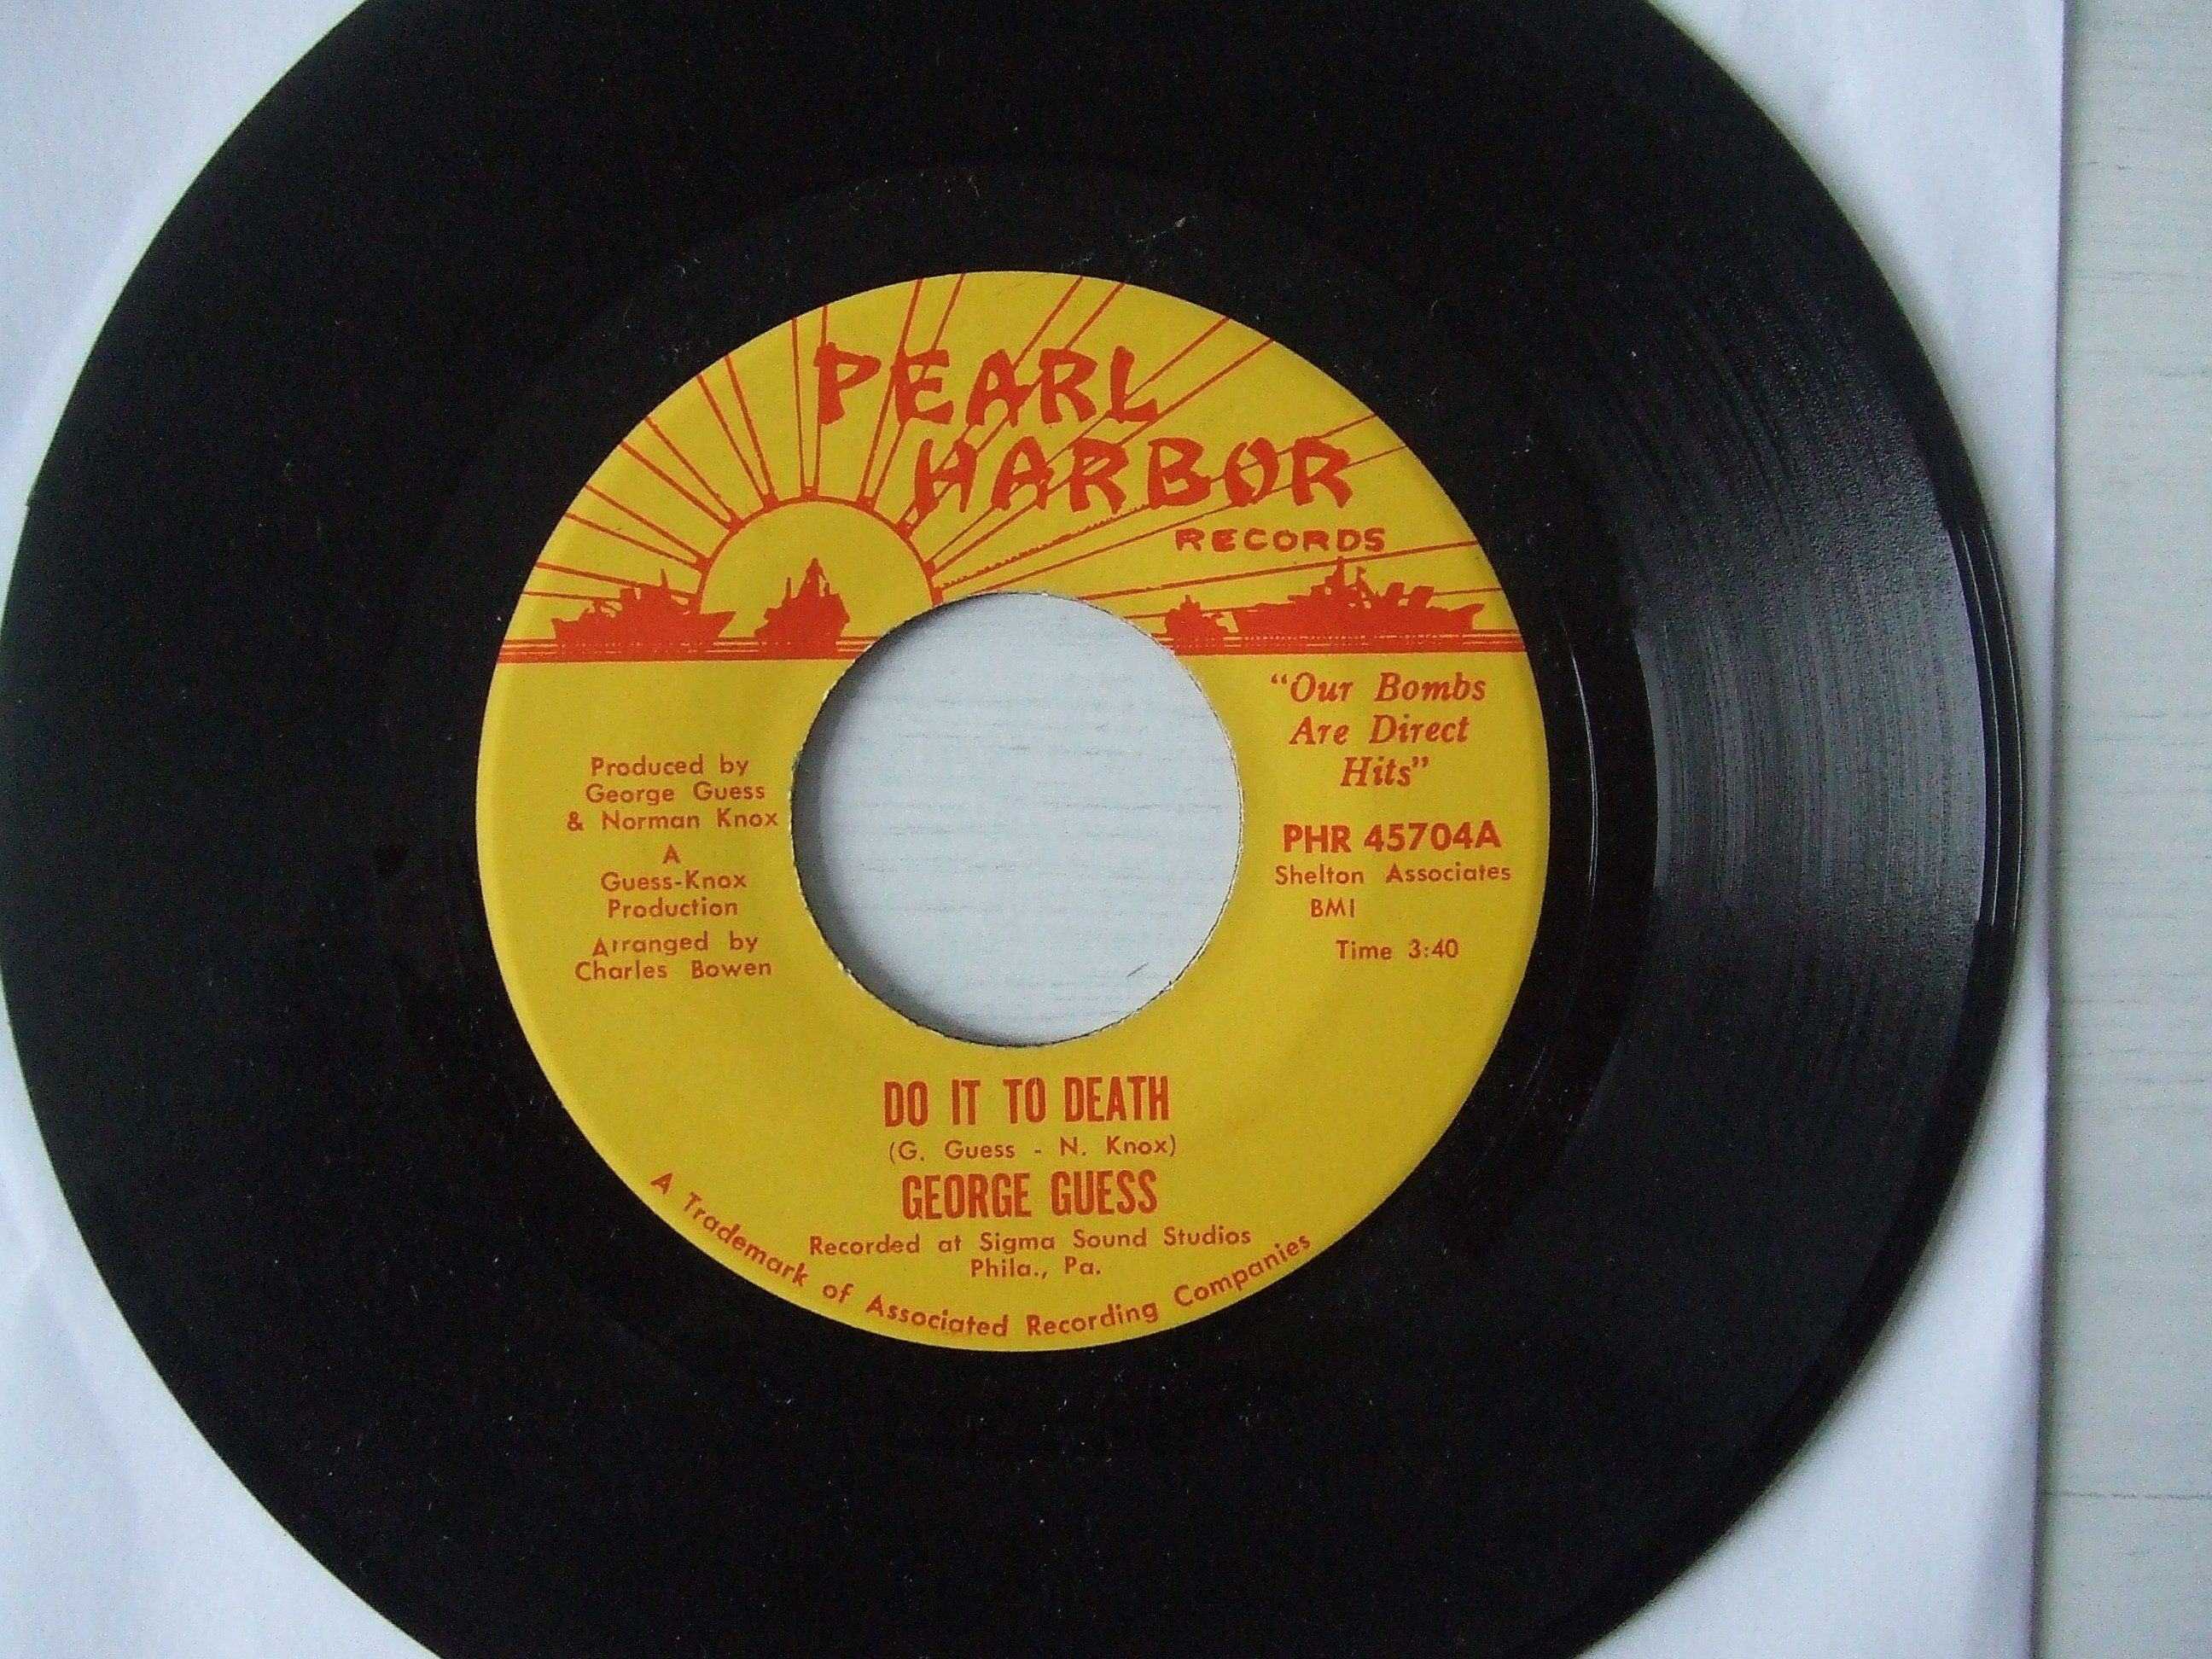 PEARL
HARBOR
RECORDS
"Our Bombs
Are Direct
Hits"
Produced by
George Guess
& Norman Knox
A
Guess-Knox
Production
Arranged by
Charles Bowen
PHR 45704A
Shelton Associates
BMI
Time 3:40
DO IT TO DEATH
(G. Guess - N. Knox)
GEORGE GUESS
Recorded at Sigma Sound Studios
Phila., Pa.
A Trademark of Associated Recording Companies